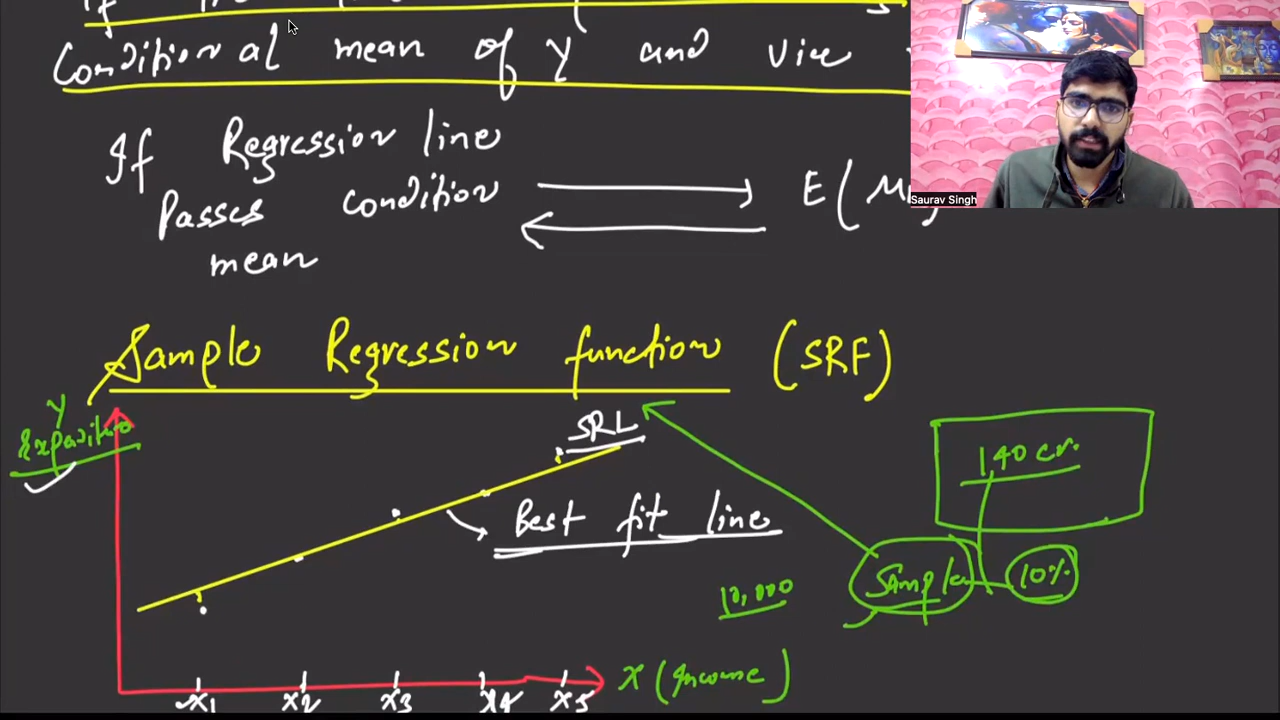 Conditional mean of Y and vice
If Regression line
Passes condition
mean
E(
Saurav Singh
Sample Regression function (SRF)
Y
SRL
140 cr.
Best fit line
Sample
10%
10,000
X (Income)
x1 x2 x3 x4 x5